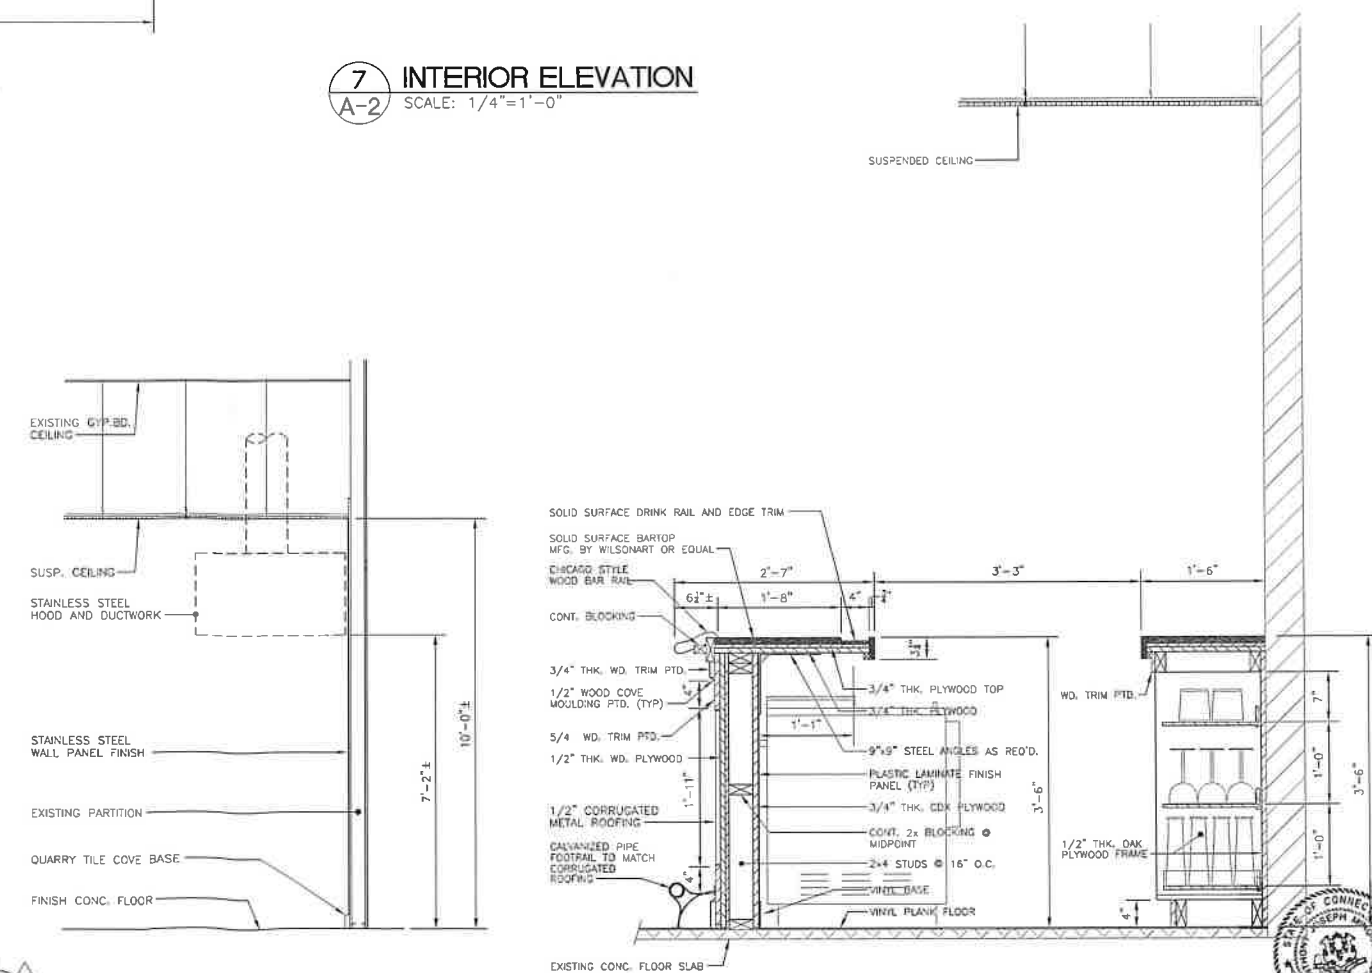 7 INTERIOR ELEVATION
A-2 SCALE: 1/4"=1'-0"
SUSPENDED CEILING
EXISTING GYP.BD.
CEILING
SUSP. CEILING
STAINLESS STEEL
HOOD AND DUCTWORK
STAINLESS STEEL
WALL PANEL FINISH
EXISTING PARTITION
QUARRY TILE COVE BASE
FINISH CONC. FLOOR
7'-2"±
10'-0"±
SOLID SURFACE DRINK RAIL AND EDGE TRIM
SOLID SURFACE BARTOP
MFG. BY WILSONART OR EQUAL
CHICAGO STYLE
WOOD BAR RAIL
CONT. BLOCKING
3/4" THK. WD. TRIM PTD.
1/2" WOOD COVE
MOULDING PTD. (TYP)
5/4 WD. TRIM PTD.
1/2" THK. WD. PLYWOOD
1/2" CORRUGATED
METAL ROOFING
GALVANIZED PIPE
FOOTRAIL TO MATCH
CORRUGATED
ROOFING
EXISTING CONC. FLOOR SLAB
2'-7"
3'-3"
1'-6"
1'-8"
4"
4"
1'-11"
4"
1'-1"
3/4" THK. PLYWOOD TOP
3/4" THK. PLYWOOD
9"x9" STEEL ANGLES AS REQ'D.
PLASTIC LAMINATE FINISH
PANEL (TYP)
3/4" THK. CDX PLYWOOD
CONT. 2x BLOCKING @
MIDPOINT
2x4 STUDS @ 16" O.C.
VINYL BASE
VINYL PLANK FLOOR
3'-6"
WD. TRIM PTD.
1/2" THK. OAK
PLYWOOD FRAME
7"
1'-0"
1'-0"
4"
3'-6"
STATE OF CONNEC
JOSEPH